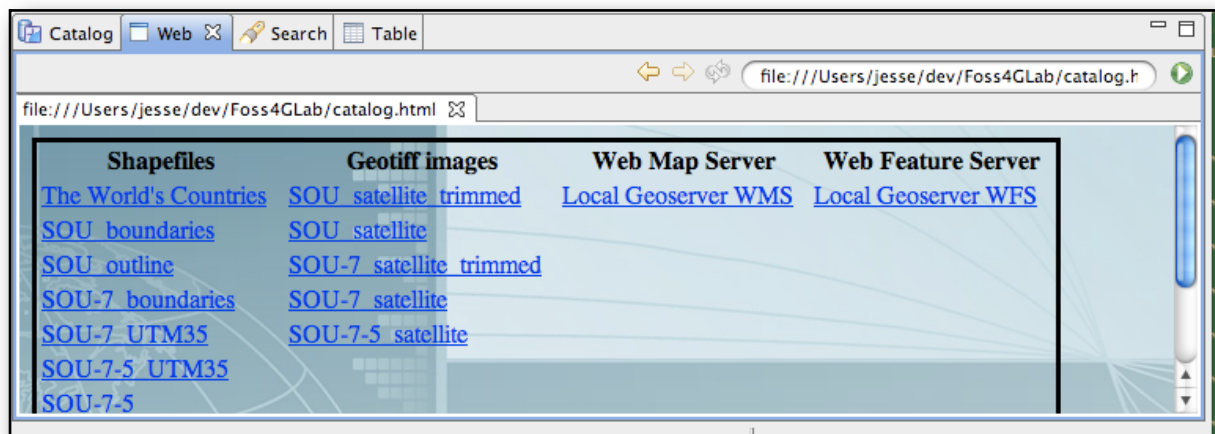 Catalog Web Search Table
file:///Users/jesse/dev/Foss4GLab/catalog.h
file:///Users/jesse/dev/Foss4GLab/catalog.html
Shapefiles Geotiff images Web Map Server Web Feature Server
The World's Countries SOU_satellite_trimmed Local Geoserver WMS Local Geoserver WFS
SOU_boundaries SOU_satellite
SOU_outline SOU-7_satellite_trimmed
SOU-7_boundaries SOU-7_satellite
SOU-7_UTM35 SOU-7-5_satellite
SOU-7-5_UTM35
SOU-7-5